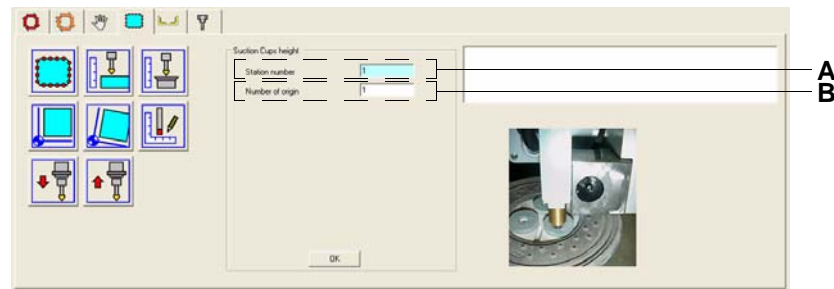 Suction Cups height
Station number 1
A
Number of origin 1
B
OK